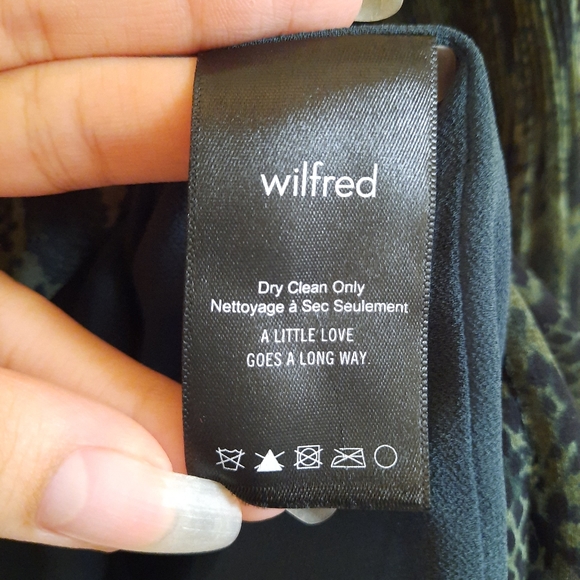 wilfred
Dry Clean Only
Nettoyage à Sec Seulement
A LITTLE LOVE
GOES A LONG WAY.